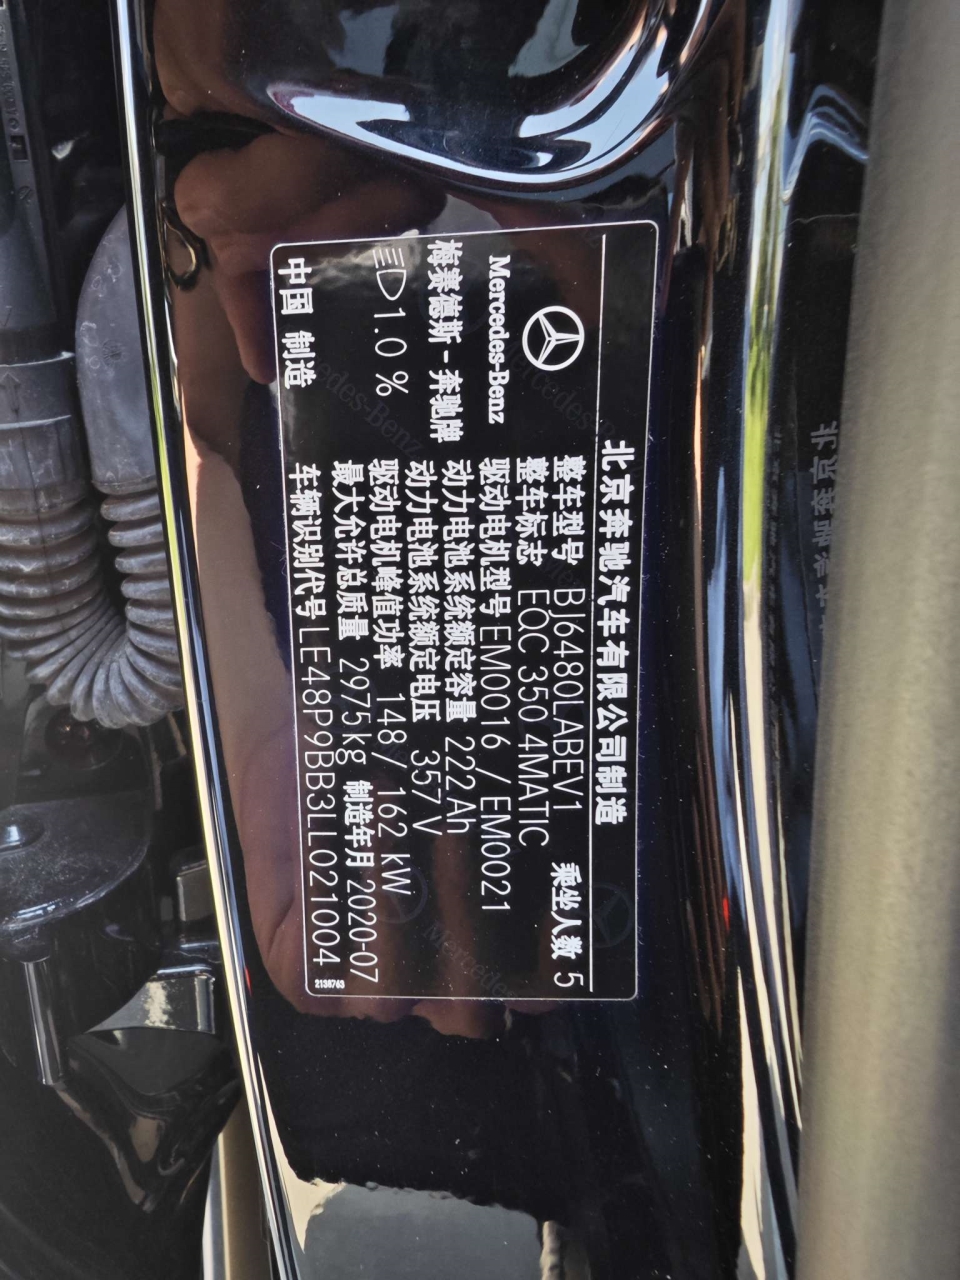 北京奔驰汽车有限公司制造
Mercedes-Benz
梅赛德斯-奔驰牌
1.0 %
中国 制造
整车型号 BJ6480LABEV1 乘坐人数 5
整车标志 EQC 350 4MATIC
驱动电机型号 EM0016 / EM0021
动力电池系统额定容量 222Ah
动力电池系统额定电压 357V
驱动电机峰值功率 148/ 162 kW
最大允许总质量 2975kg 制造年月 2020-07
车辆识别代号 LE48P9BB3LL021004
2136763